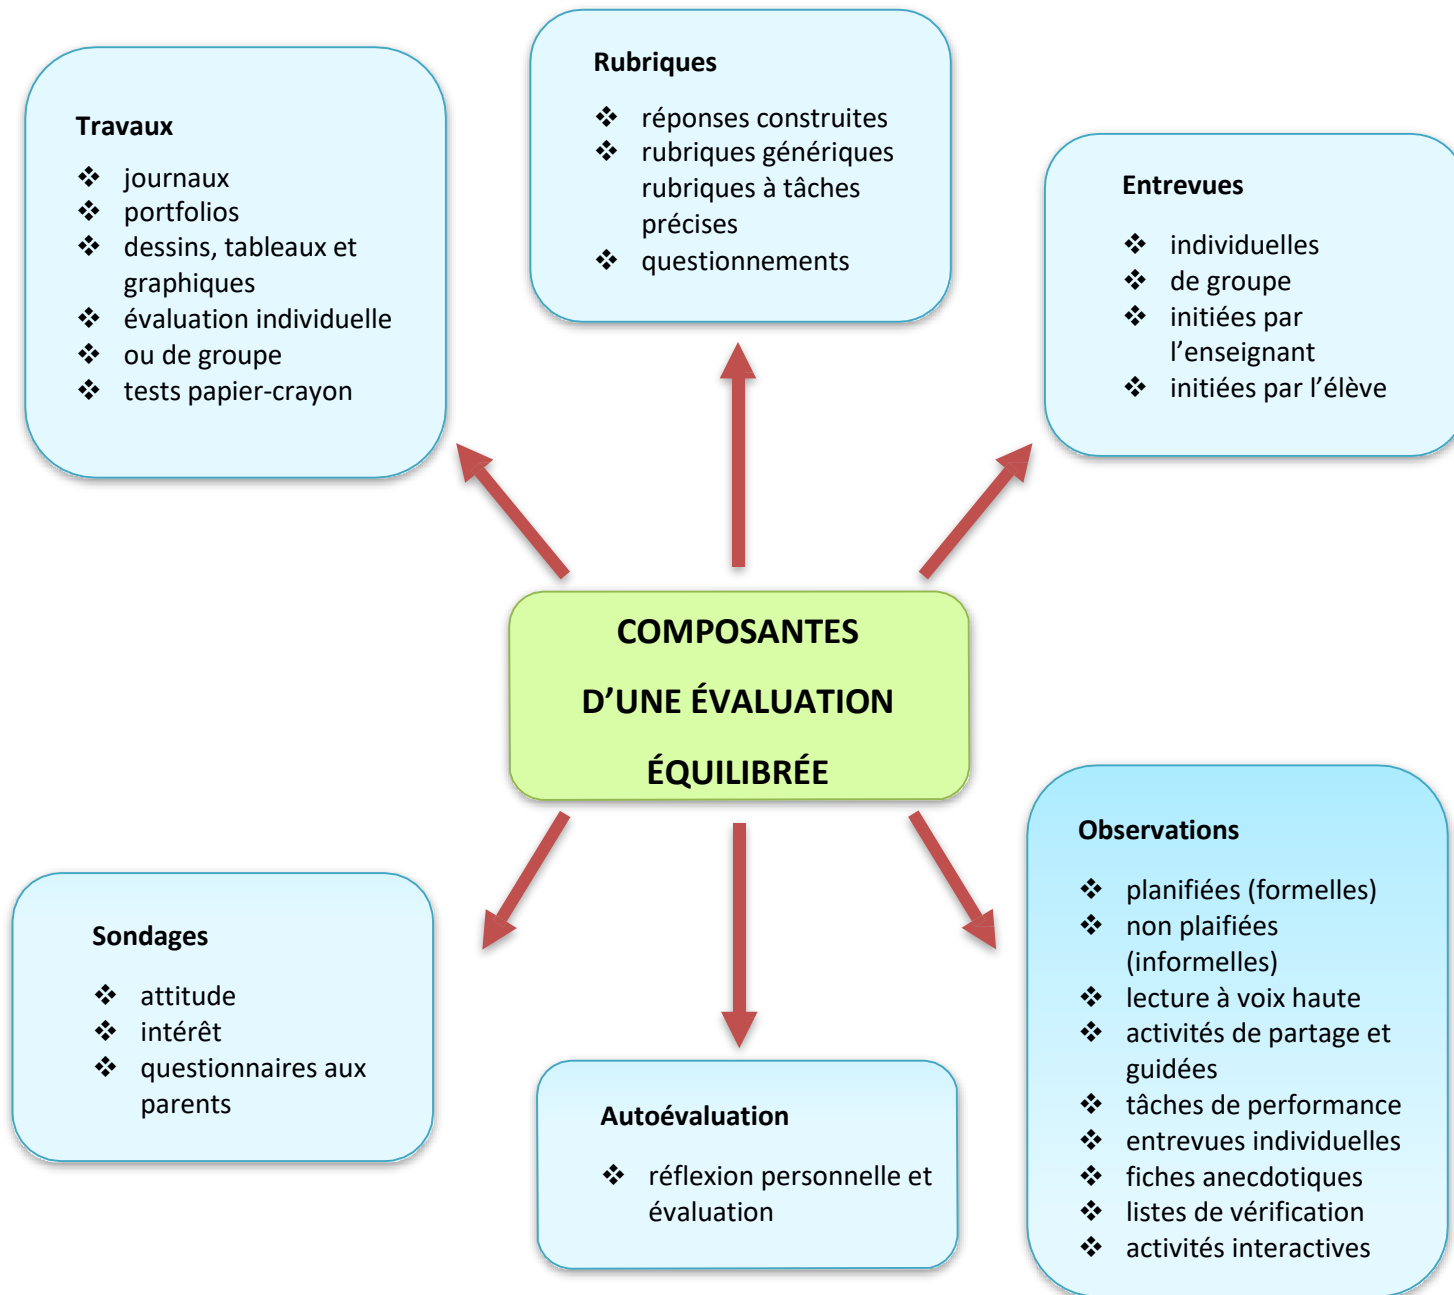 Travaux
❖ journaux
❖ portfolios
❖ dessins, tableaux et
graphiques
❖ évaluation individuelle
❖ ou de groupe
❖ tests papier-crayon
Rubriques
❖ réponses construites
❖ rubriques génériques
rubriques à tâches
précises
❖ questionnements
Entrevues
❖ individuelles
❖ de groupe
❖ initiées par
l’enseignant
❖ initiées par l’élève
COMPOSANTES
D’UNE ÉVALUATION
ÉQUILIBRÉE
Sondages
❖ attitude
❖ intérêt
❖ questionnaires aux
parents
Autoévaluation
❖ réflexion personnelle et
évaluation
Observations
❖ planifiées (formelles)
❖ non plaifiées
(informelles)
❖ lecture à voix haute
❖ activités de partage et
guidées
❖ tâches de performance
❖ entrevues individuelles
❖ fiches anecdotiques
❖ listes de vérification
❖ activités interactives